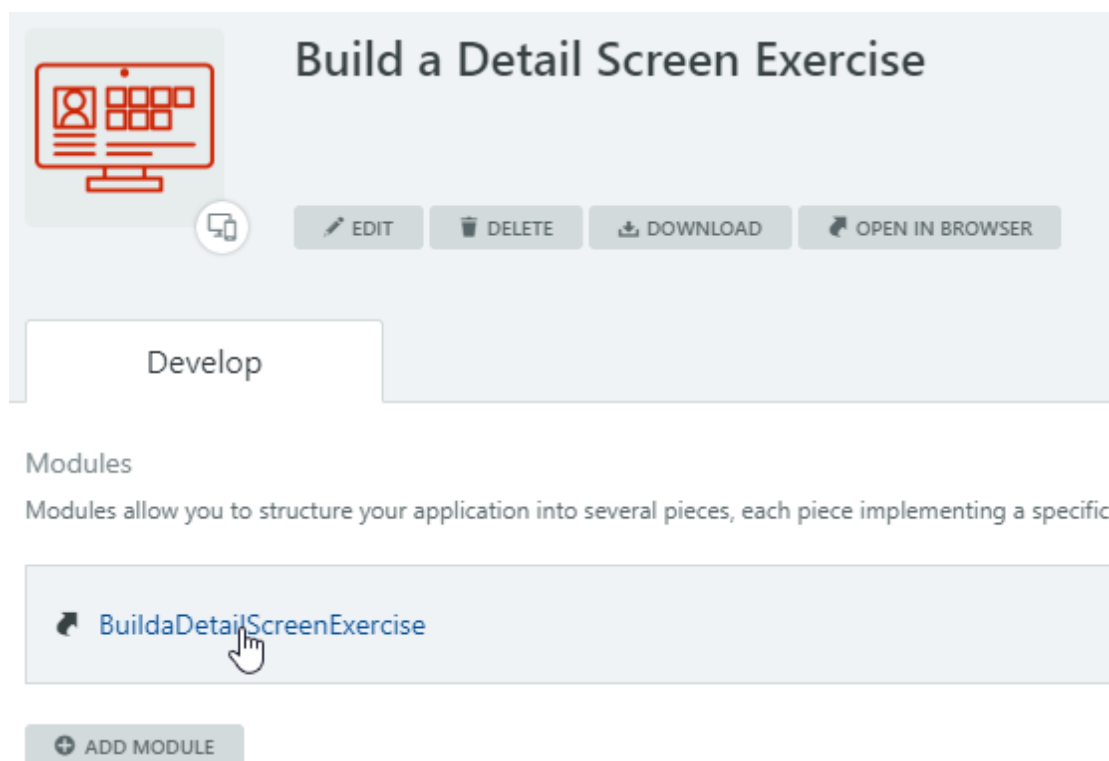 Build a Detail Screen Exercise
EDIT DELETE DOWNLOAD OPEN IN BROWSER
Develop
Modules
Modules allow you to structure your application into several pieces, each piece implementing a specific
BuildaDetailScreenExercise
ADD MODULE